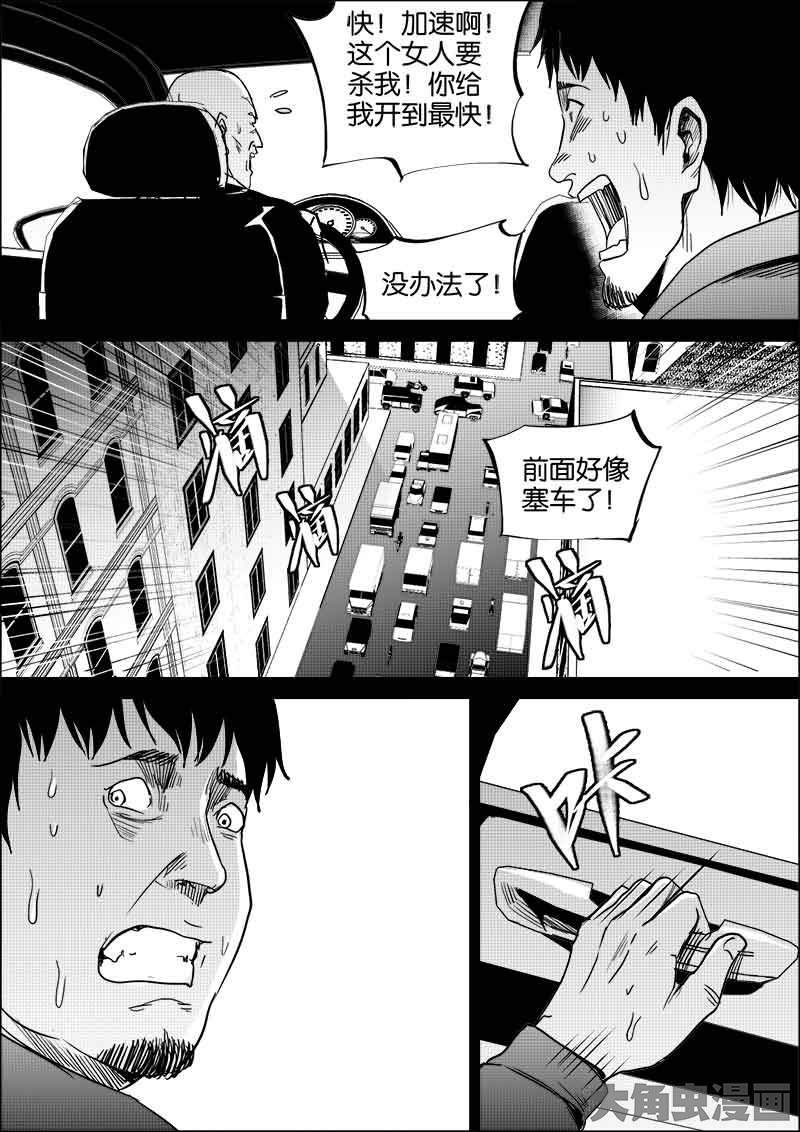 快！加速啊！
这个女人要
杀我！你给
我开到最快！
没办法了！
前面好像
塞车了！
滴
滴
滴
咔
大角虫漫画